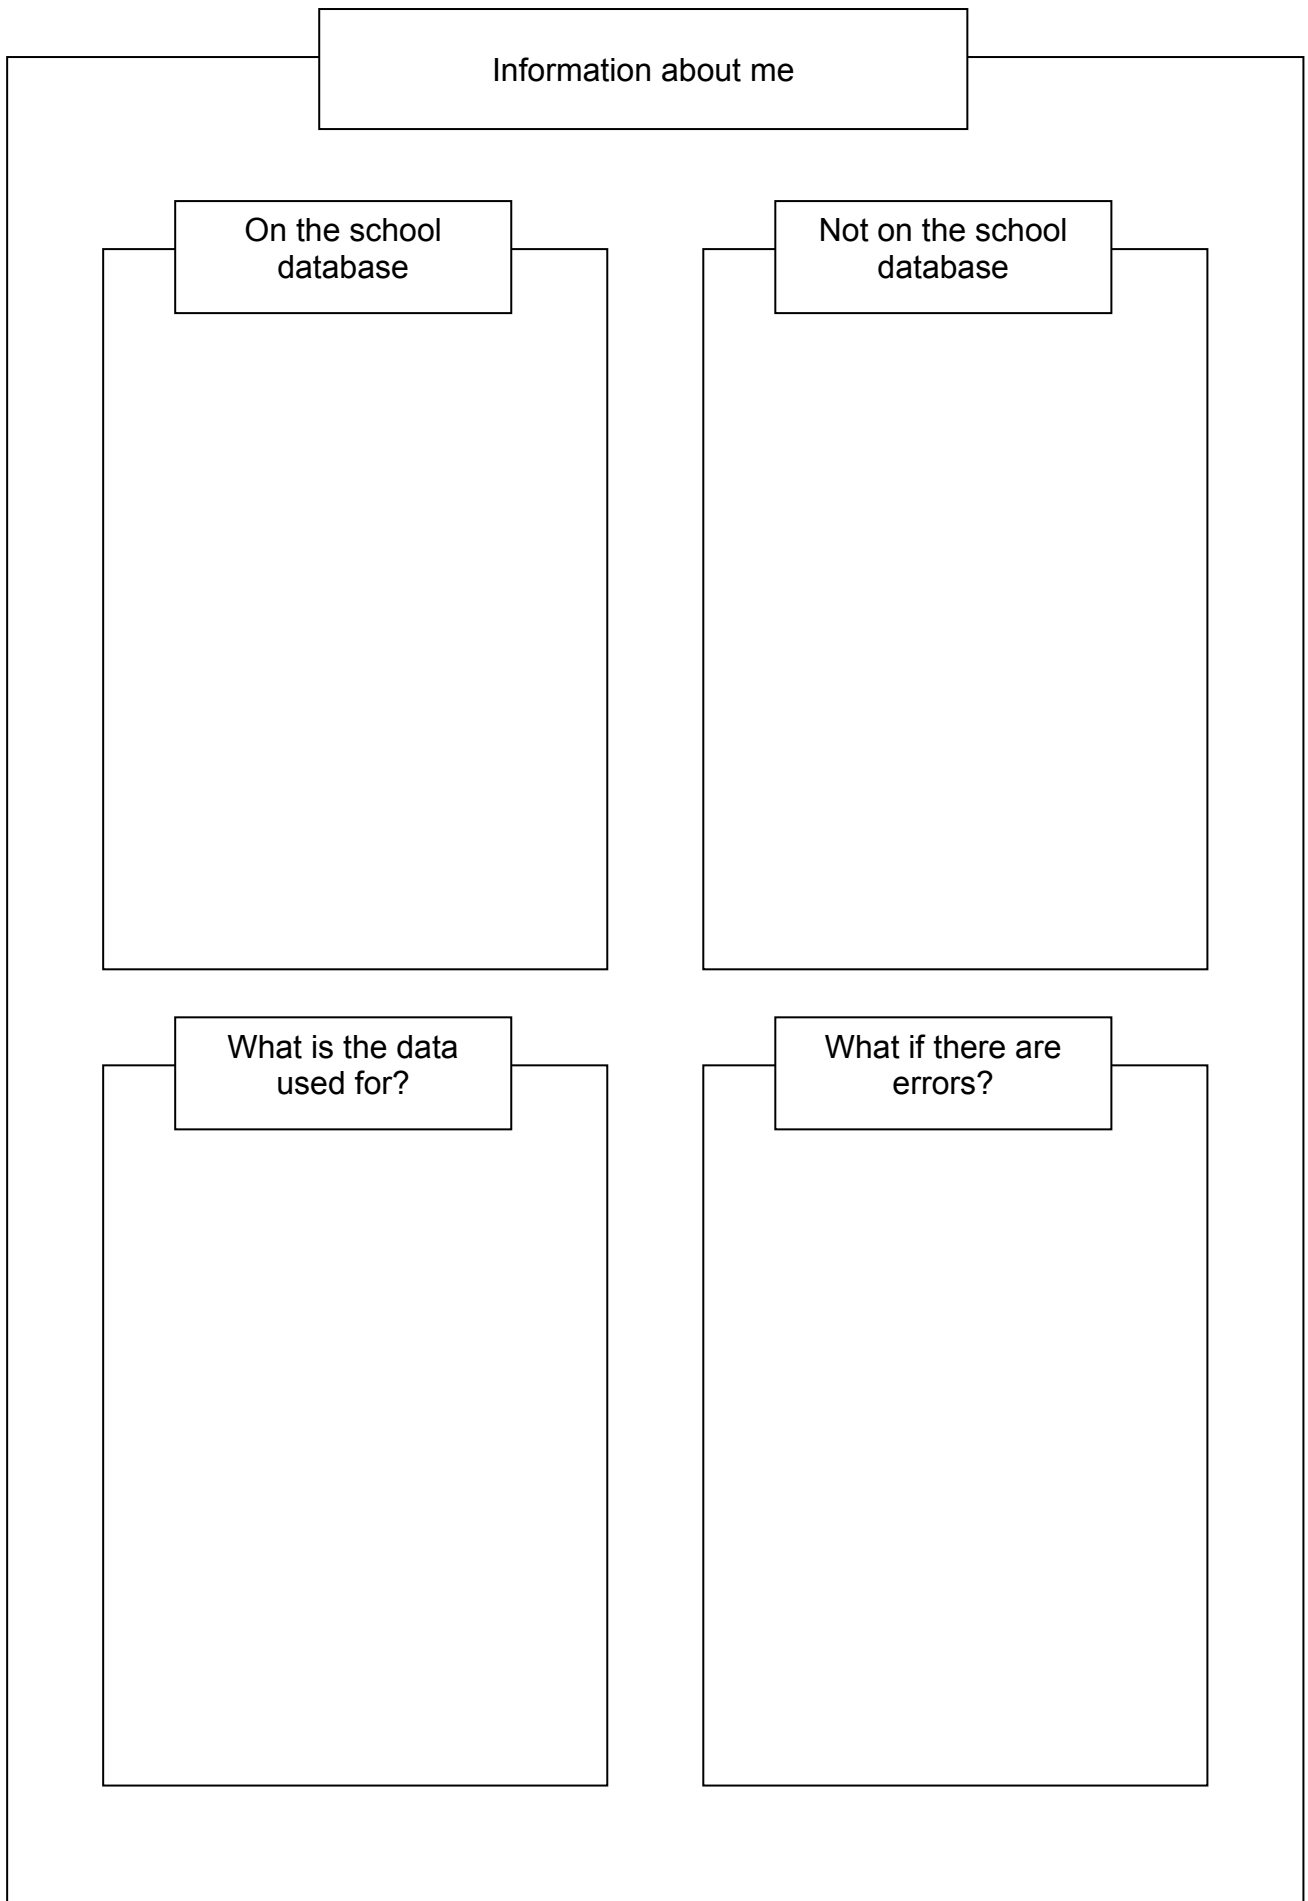 Information about me
On the school
database
Not on the school
database
What is the data
used for?
What if there are
errors?